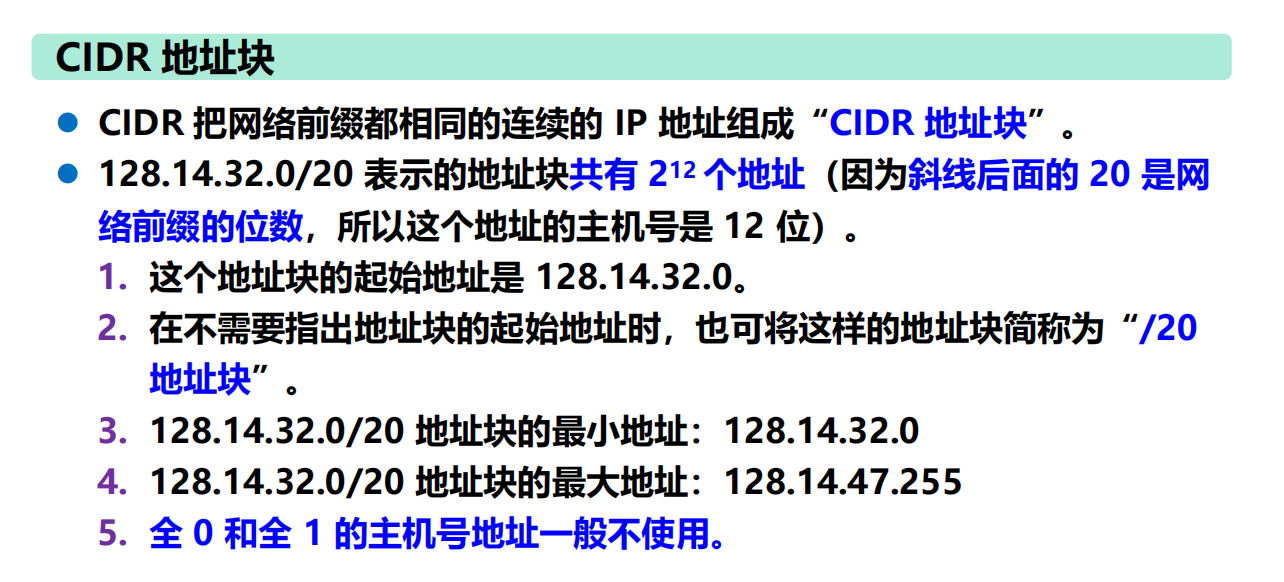 CIDR 地址块
● CIDR 把网络前缀都相同的连续的 IP 地址组成“CIDR 地址块”。
● 128.14.32.0/20 表示的地址块共有 2¹² 个地址（因为斜线后面的 20 是网
络前缀的位数，所以这个地址的主机号是 12 位）。
1. 这个地址块的起始地址是 128.14.32.0。
2. 在不需要指出地址块的起始地址时，也可将这样的地址块简称为“/20
地址块”。
3. 128.14.32.0/20 地址块的最小地址：128.14.32.0
4. 128.14.32.0/20 地址块的最大地址：128.14.47.255
5. 全 0 和全 1 的主机号地址一般不使用。